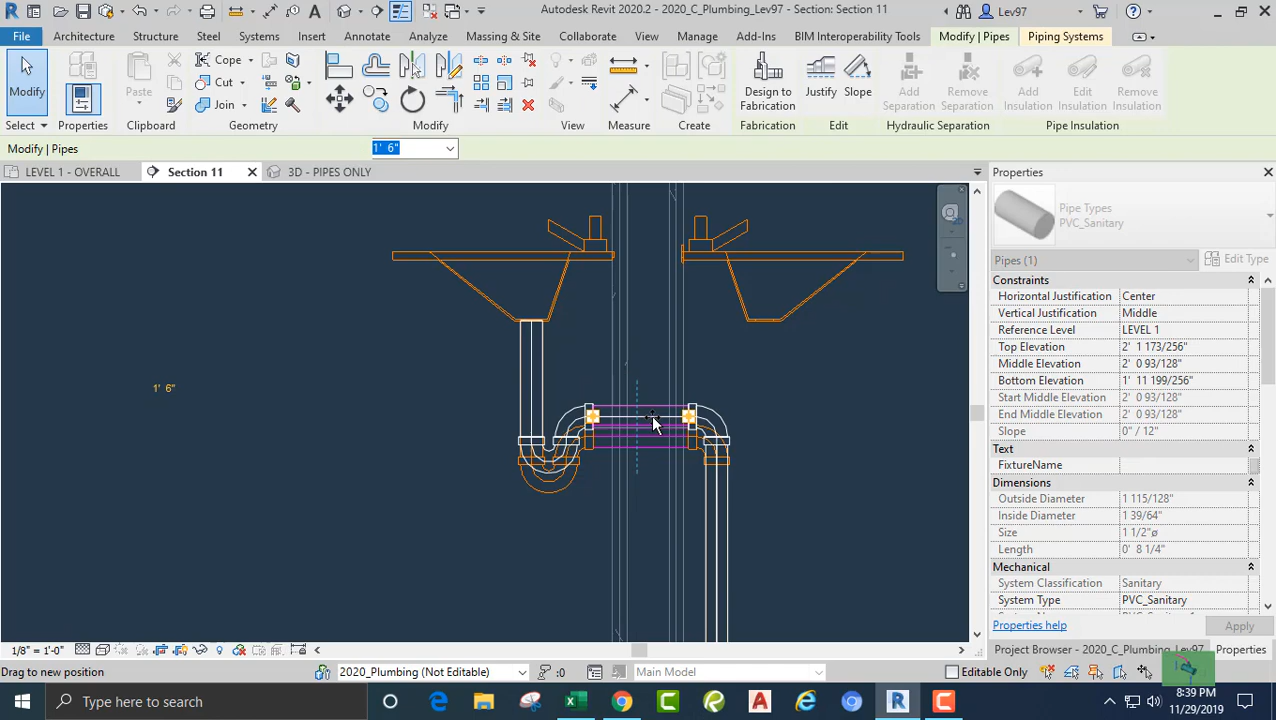 Autodesk Revit 2020.2 - 2020_C_Plumbing_Lev97 - Section: Section 11
Lev97
File Architecture Structure Steel Systems Insert Annotate Analyze Massing & Site Collaborate View Manage Add-Ins BIM Interoperability Tools Modify | Pipes Piping Systems
Modify
Paste
Cope
Cut
Join
Design to Fabrication
Justify
Slope
Add Separation
Remove Separation
Add Insulation
Edit Insulation
Remove Insulation
Select Properties Clipboard Geometry Modify View Measure Create Fabrication Edit Hydraulic Separation Pipe Insulation
Modify | Pipes 1' 6"
LEVEL 1 - OVERALL Section 11 3D - PIPES ONLY
1' 6"
Properties
Pipe Types
PVC_Sanitary
Pipes (1) Edit Type
Constraints
Horizontal Justification Center
Vertical Justification Middle
Reference Level LEVEL 1
Top Elevation 2' 1 173/256"
Middle Elevation 2' 0 93/128"
Bottom Elevation 1' 11 199/256"
Start Middle Elevation 2' 0 93/128"
End Middle Elevation 2' 0 93/128"
Slope 0" / 12"
Text
FixtureName
Dimensions
Outside Diameter 1 115/128"
Inside Diameter 1 39/64"
Size 1 1/2"ø
Length 0' 8 1/4"
Mechanical
System Classification Sanitary
System Type PVC_Sanitary
Properties help Apply
Project Browser - 2020_C_Plumbing_Lev97 Properties
1/8" = 1'-0"
Drag to new position 2020_Plumbing (Not Editable) :0 Main Model Editable Only :1
Type here to search
8:39 PM
11/29/2019